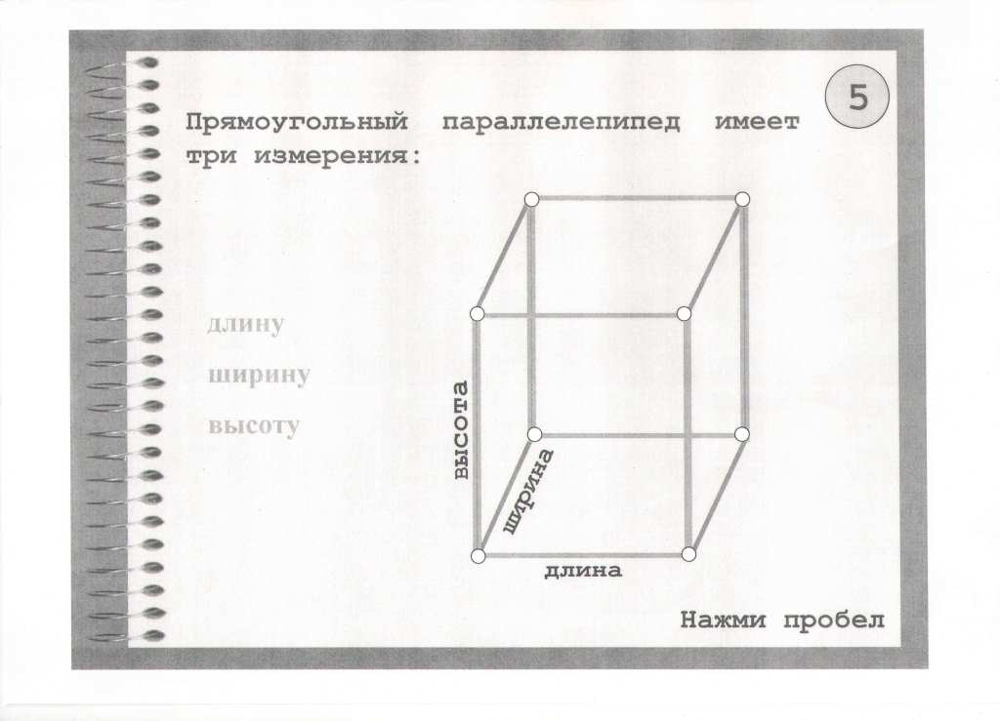 5
Прямоугольный параллелепипед имеет
три измерения:
длину
ширину
высоту
высота
ширина
длина
Нажми пробел